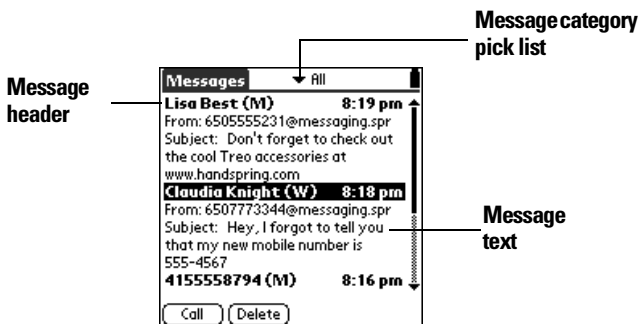 Message category
pick list
Message
header
Messages All
Lisa Best (M) 8:19 pm
From: 6505555231@messaging.spr
Subject: Don't forget to check out
the cool Treo accessories at
www.handspring.com
Claudia Knight (W) 8:18 pm
From: 6507773344@messaging.spr
Subject: Hey, I forgot to tell you
that my new mobile number is
555-4567
4155558794 (M) 8:16 pm
Call Delete
Message
text